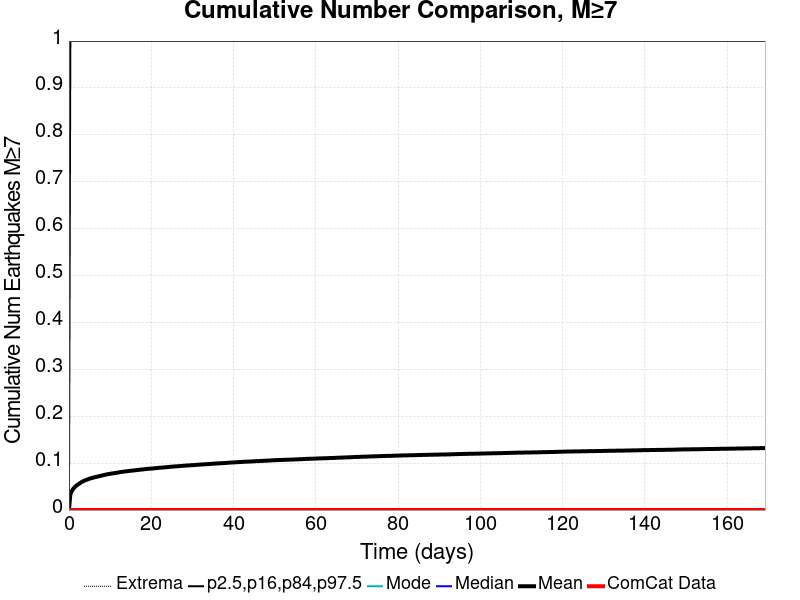 Cumulative Number Comparison, M≥7
Cumulative Num Earthquakes M≥7
1
0.9
0.8
0.7
0.6
0.5
0.4
0.3
0.2
0.1
0
0 20 40 60 80 100 120 140 160
Time (days)
Extrema p2.5,p16,p84,p97.5 Mode Median Mean ComCat Data